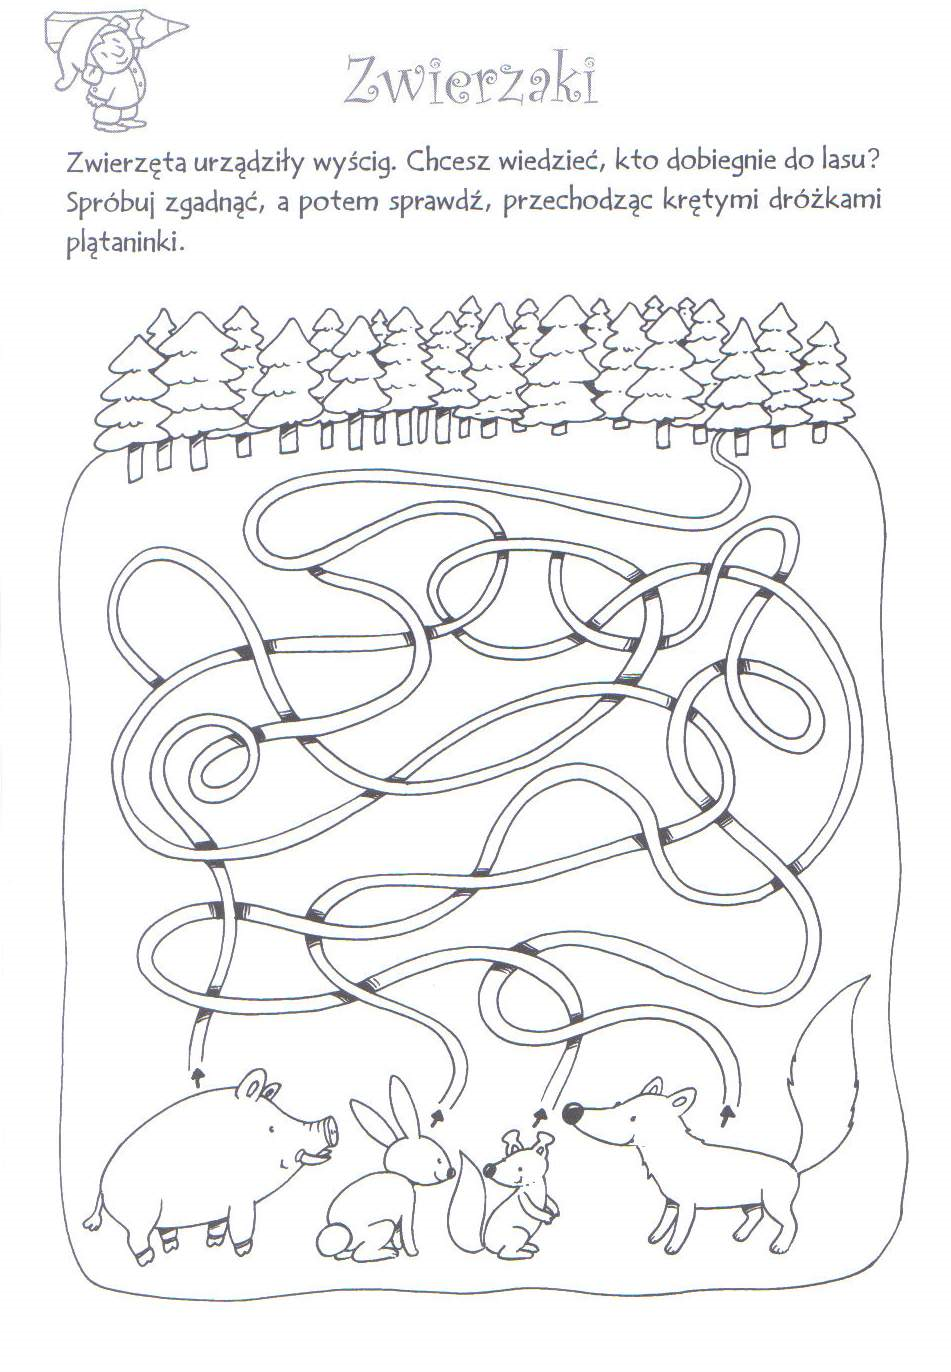 Zwierzaki
Zwierzęta urządziły wyścig. Chcesz wiedzieć, kto dobiegnie do lasu?
Spróbuj zgadnąć, a potem sprawdź, przechodząc krętymi dróżkami
plątaninki.